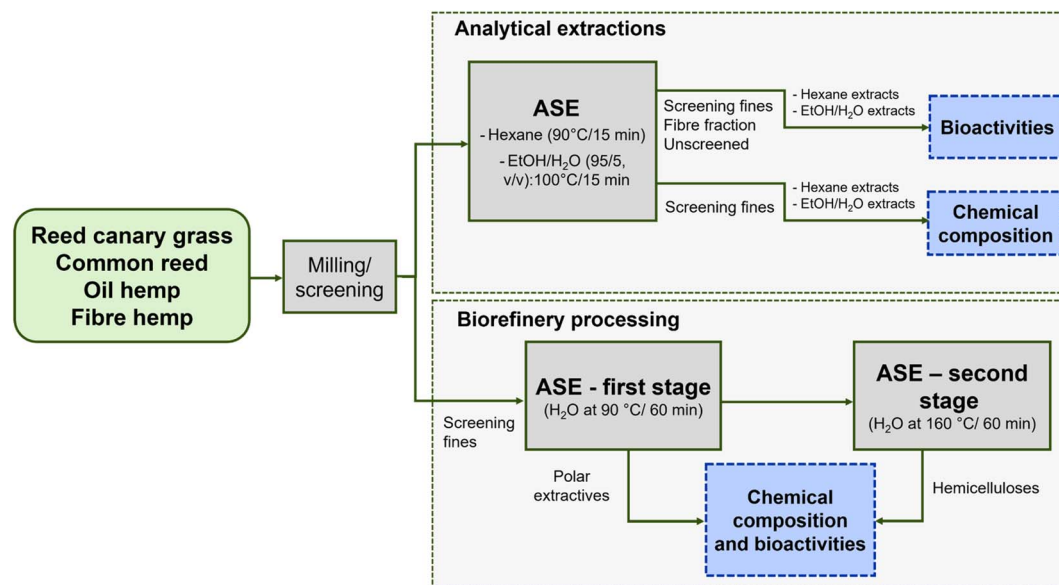 Analytical extractions
ASE
- Hexane (90°C/15 min)
- EtOH/H₂O (95/5,
v/v):100°C/15 min
Screening fines
Fibre fraction
Unscreened
- Hexane extracts
- EtOH/H₂O extracts
Bioactivities
Screening fines
- Hexane extracts
- EtOH/H₂O extracts
Chemical
composition
Reed canary grass
Common reed
Oil hemp
Fibre hemp
Milling/
screening
Biorefinery processing
Screening
fines
ASE - first stage
(H₂O at 90 °C/ 60 min)
ASE – second
stage
(H₂O at 160 °C/ 60 min)
Polar
extractives
Chemical
composition
and bioactivities
Hemicelluloses